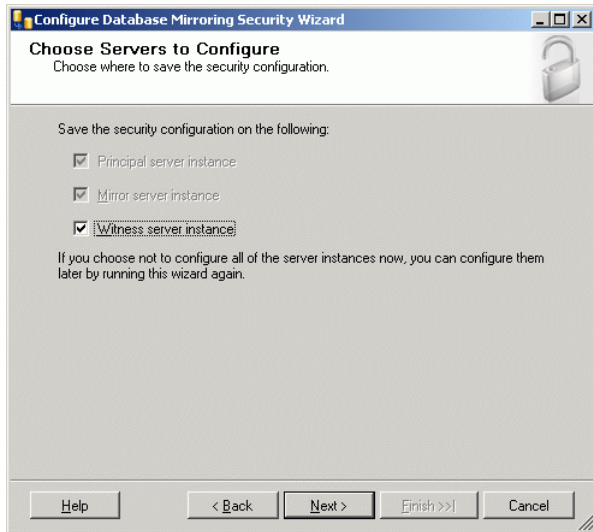 Configure Database Mirroring Security Wizard
Choose Servers to Configure
Choose where to save the security configuration.
Save the security configuration on the following:
Principal server instance
Mirror server instance
Witness server instance
If you choose not to configure all of the server instances now, you can configure them
later by running this wizard again.
Help < Back Next > Finish >>| Cancel